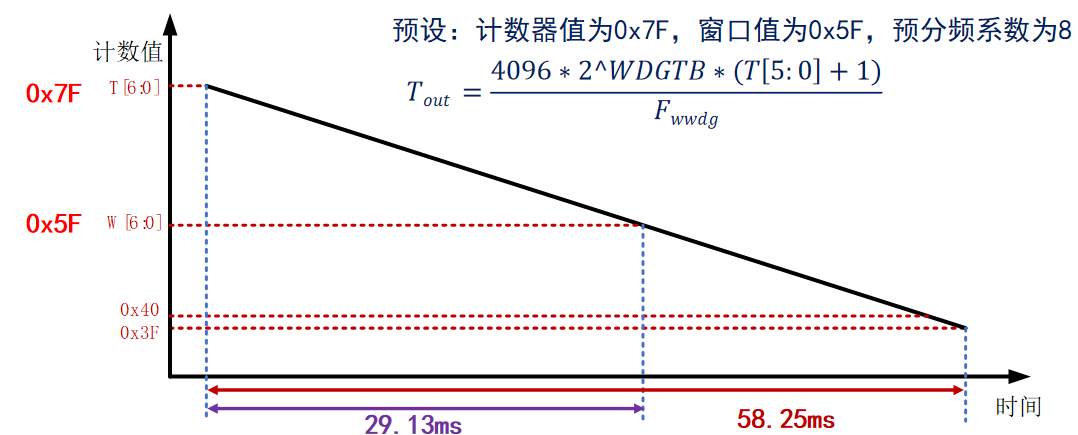 预设：计数器值为0x7F，窗口值为0x5F，预分频系数为8
计数值
T_{out} = \frac{4096 * 2^WDGTB * (T[5:0] + 1)}{F_{wwdg}}
0x7F T[6:0]
0x5F W[6:0]
0x40
0x3F
时间
29.13ms
58.25ms